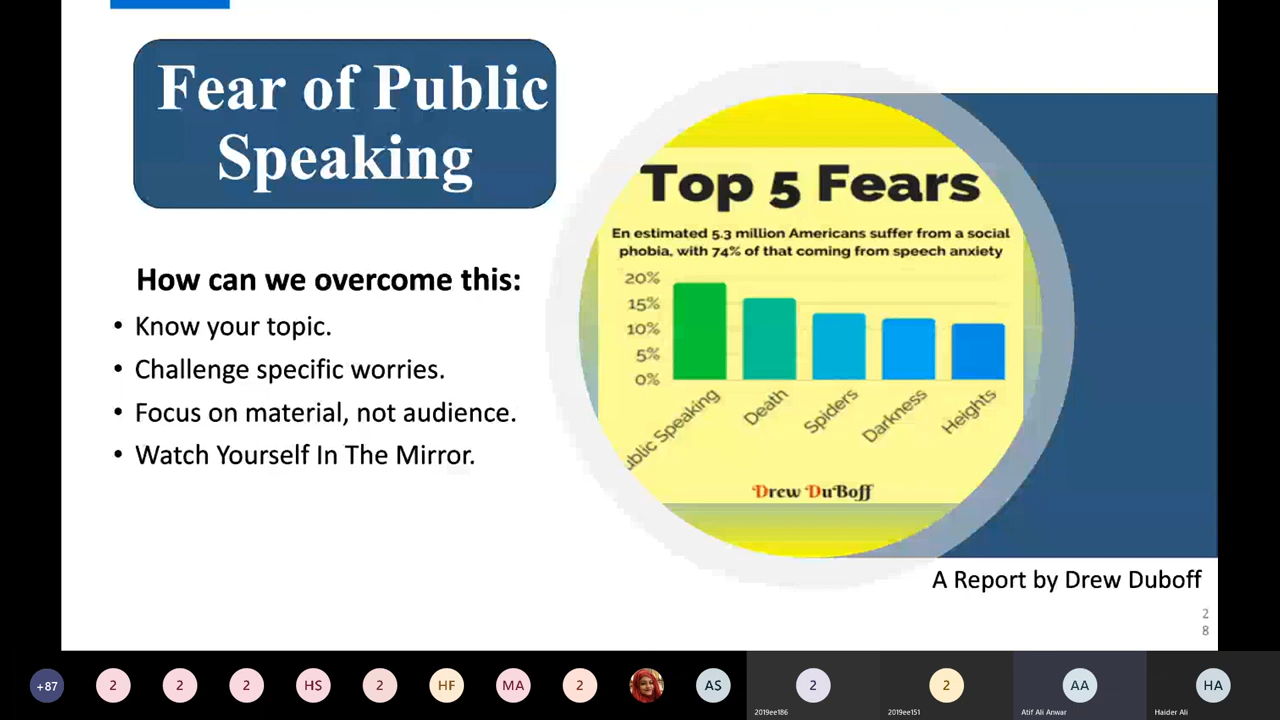 Fear of Public
Speaking
How can we overcome this:
• Know your topic.
• Challenge specific worries.
• Focus on material, not audience.
• Watch Yourself In The Mirror.
Top 5 Fears
En estimated 5.3 million Americans suffer from a social
phobia, with 74% of that coming from speech anxiety
20%
15%
10%
5%
0%
ublic Speaking
Death
Spiders
Darkness
Heights
Drew DuBoff
A Report by Drew Duboff
2
8
+87
2
2
2
HS
2
HF
MA
2
AS
2
2019ee186
2
2019ee151
AA
Atif Ali Anwar
HA
Haider Ali